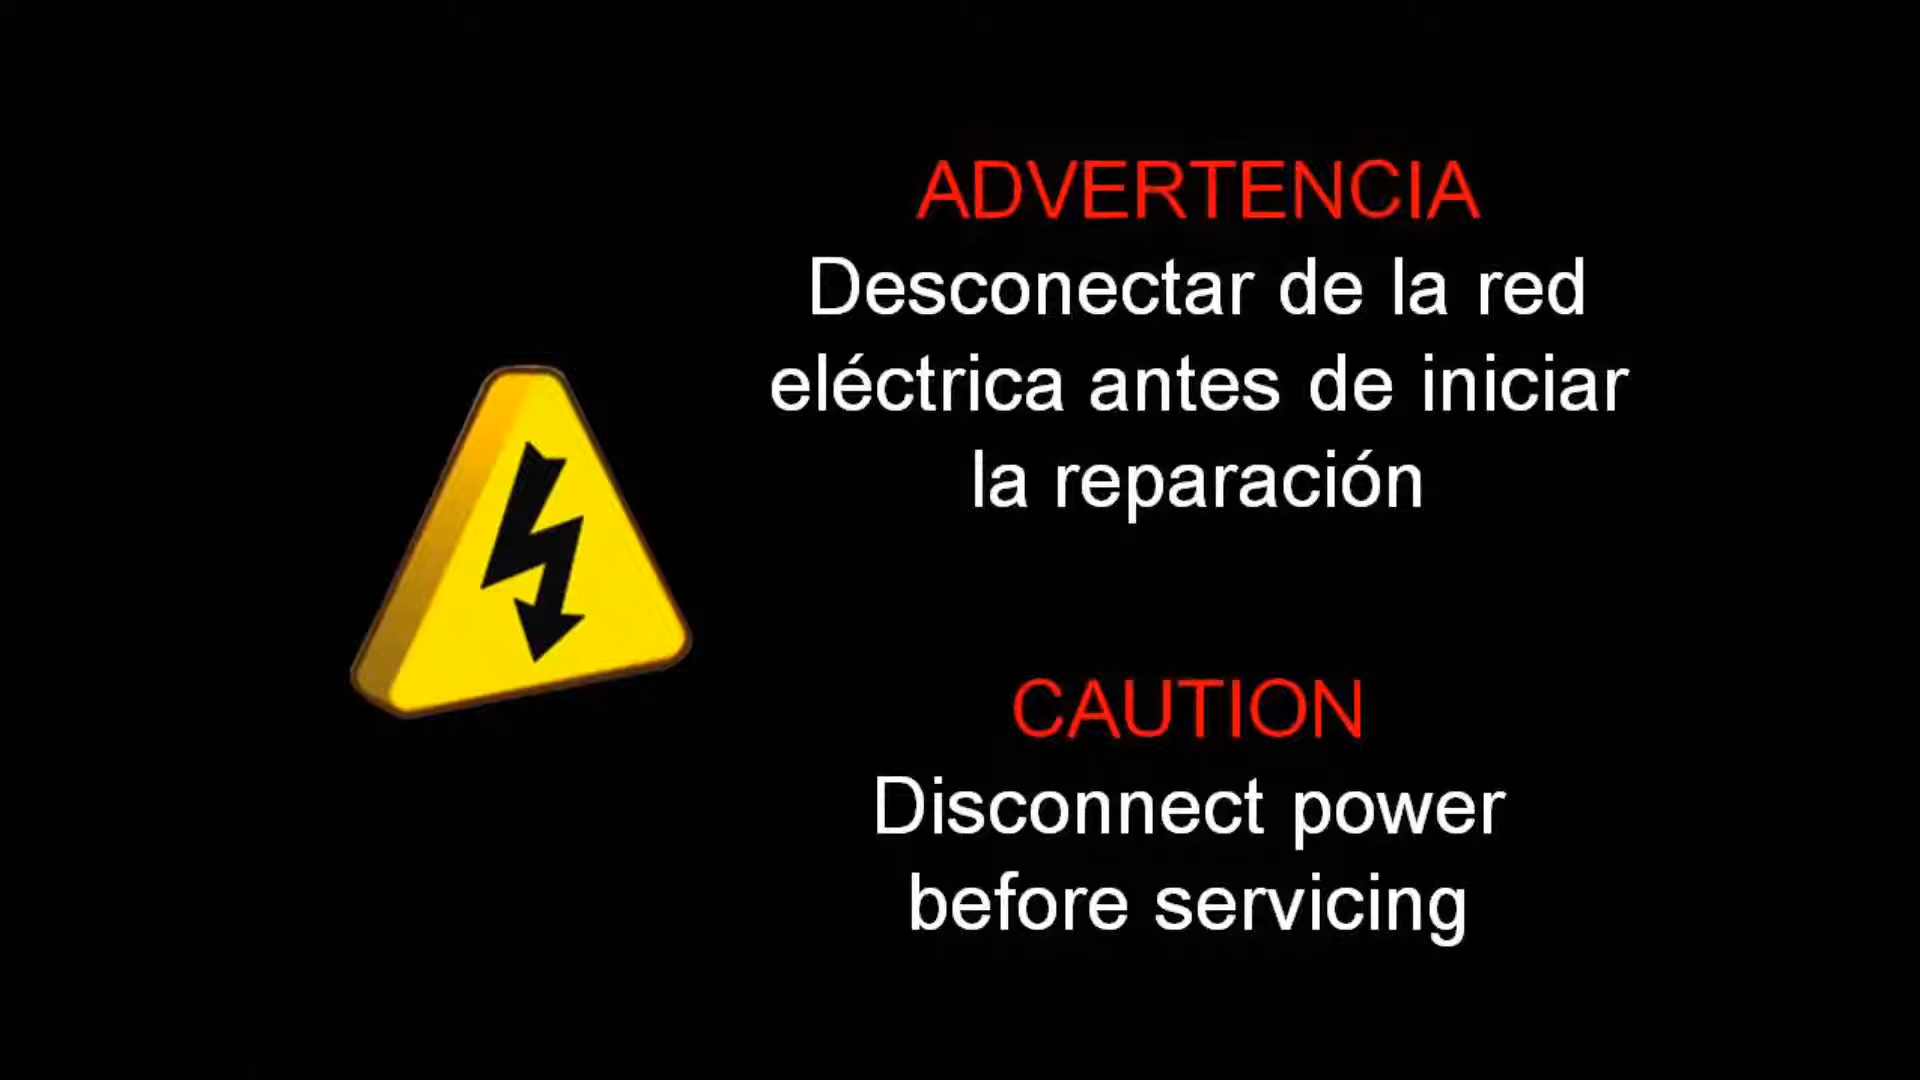 ADVERTENCIA
Desconectar de la red
eléctrica antes de iniciar
la reparación
CAUTION
Disconnect power
before servicing